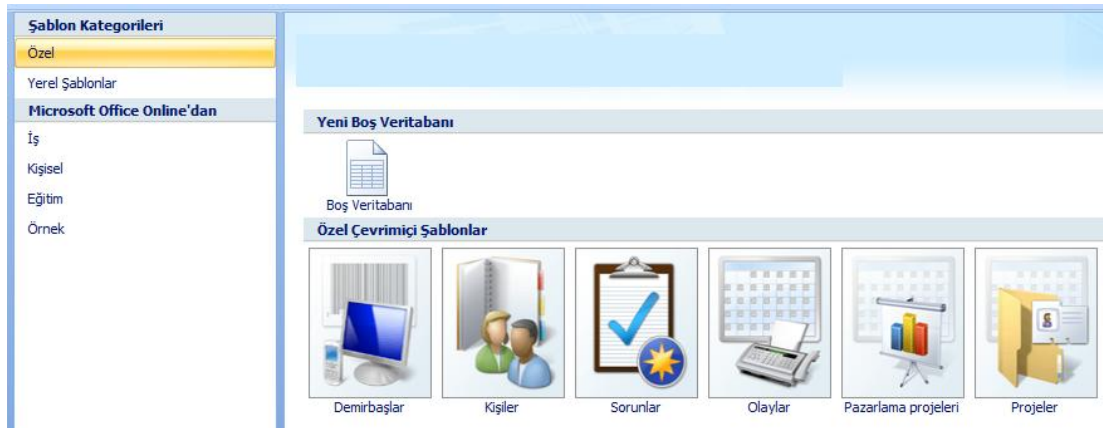 Şablon Kategorileri
Özel
Yerel Şablonlar
Microsoft Office Online'dan
İş
Kişisel
Eğitim
Örnek
Yeni Boş Veritabanı
Boş Veritabanı
Özel Çevrimiçi Şablonlar
Demirbaşlar Kişiler Sorunlar Olaylar Pazarlama projeleri Projeler